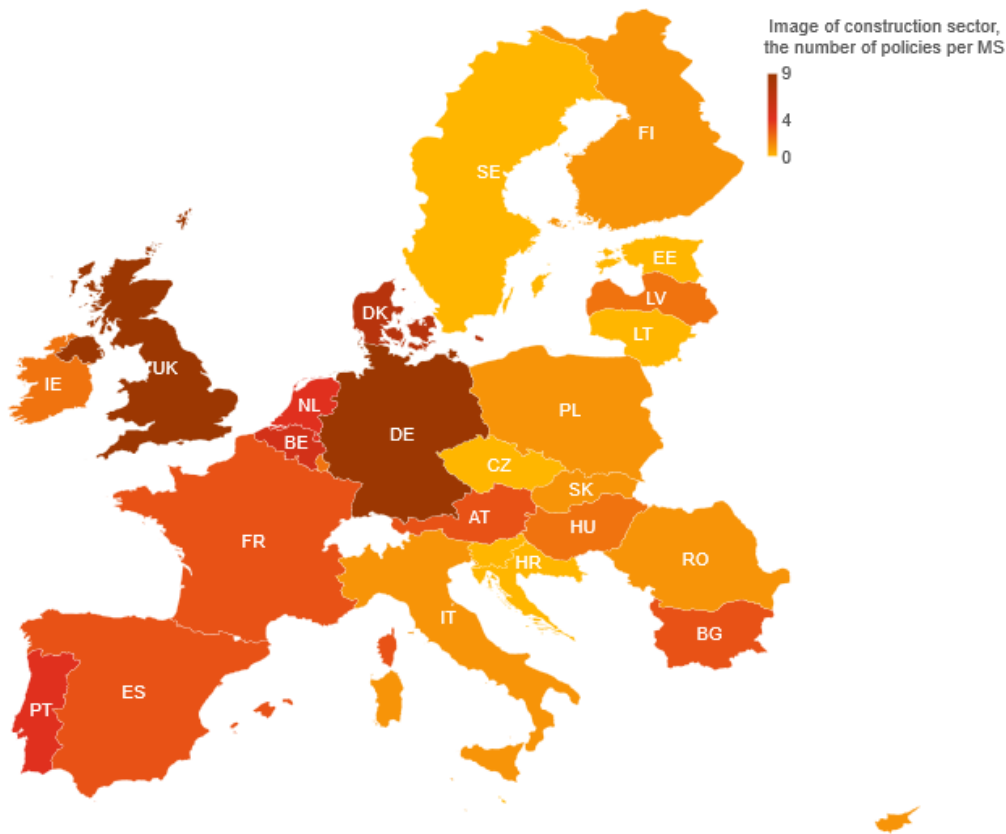 Image of construction sector,
the number of policies per MS
9
4
0
FI
SE
EE
LV
LT
DK
UK
IE
NL
PL
BE
DE
CZ
SK
AT
HU
FR
RO
HR
IT
BG
ES
PT